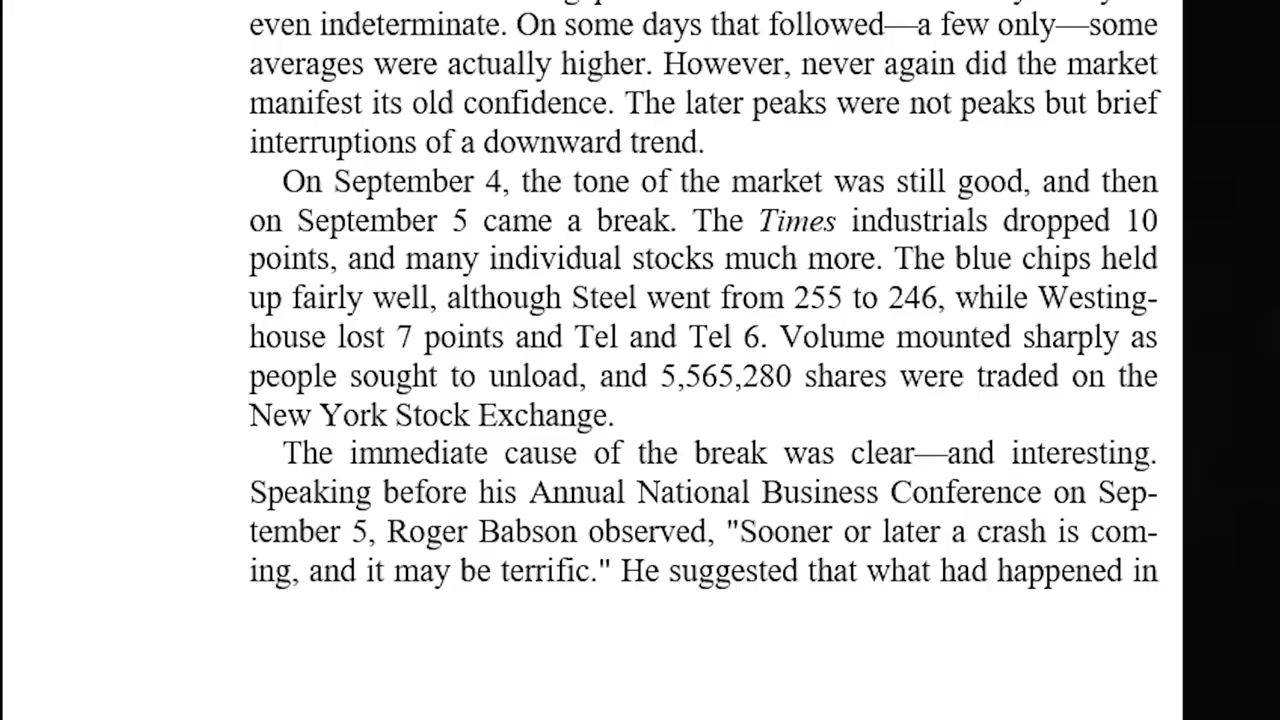 even indeterminate. On some days that followed—a few only—some
averages were actually higher. However, never again did the market
manifest its old confidence. The later peaks were not peaks but brief
interruptions of a downward trend.
On September 4, the tone of the market was still good, and then
on September 5 came a break. The Times industrials dropped 10
points, and many individual stocks much more. The blue chips held
up fairly well, although Steel went from 255 to 246, while Westing-
house lost 7 points and Tel and Tel 6. Volume mounted sharply as
people sought to unload, and 5,565,280 shares were traded on the
New York Stock Exchange.
The immediate cause of the break was clear—and interesting.
Speaking before his Annual National Business Conference on Sep-
tember 5, Roger Babson observed, "Sooner or later a crash is com-
ing, and it may be terrific." He suggested that what had happened in